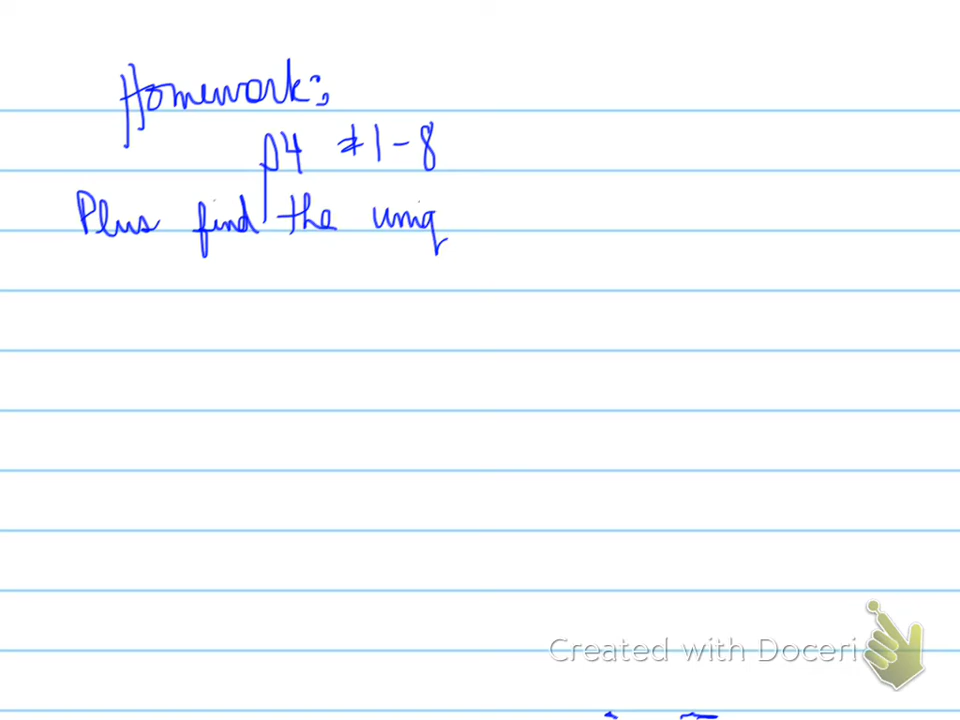 Homework:
p4 #1-8
Plus find the uniq
Created with Doceri